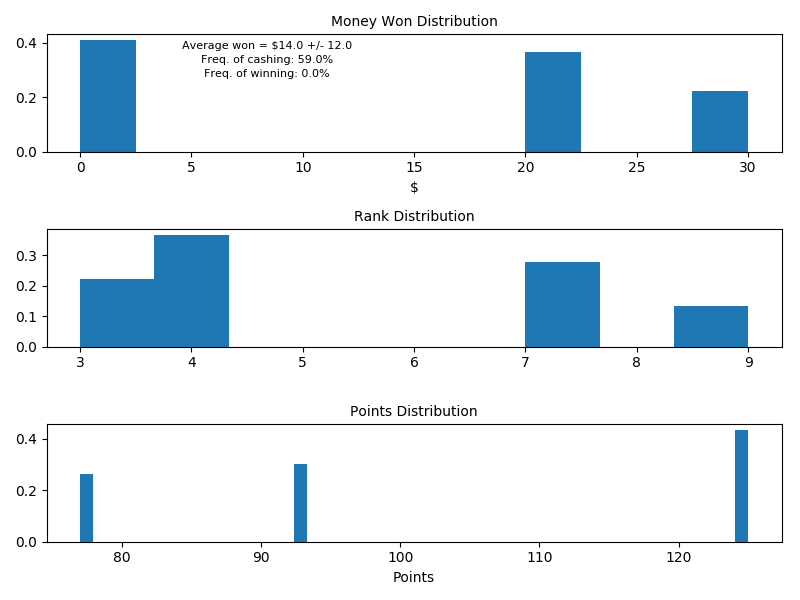 Money Won Distribution
Average won = $14.0 +/- 12.0
Freq. of cashing: 59.0%
Freq. of winning: 0.0%
0.4
0.2
0.0
0 5 10 15 20 25 30
$
Rank Distribution
0.3
0.2
0.1
0.0
3 4 5 6 7 8 9
Points Distribution
0.4
0.2
0.0
80 90 100 110 120
Points